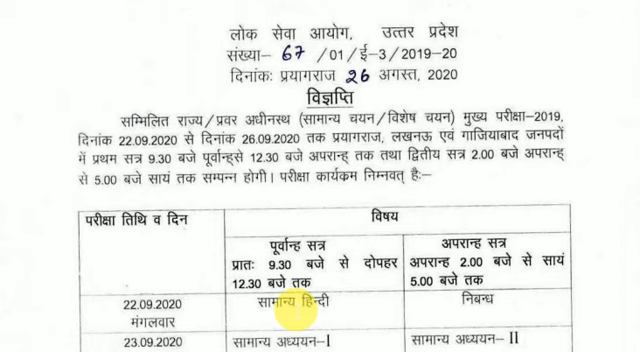 लोक सेवा आयोग, उत्तर प्रदेश
संख्या– 67 /01/ई–3/2019-20
दिनांकः प्रयागराज 26 अगस्त, 2020
विज्ञप्ति
सम्मिलित राज्य/प्रवर अधीनस्थ (सामान्य चयन/विशेष चयन) मुख्य परीक्षा–2019,
दिनांक 22.09.2020 से दिनांक 26.09.2020 तक प्रयागराज, लखनऊ एवं गाजियाबाद जनपदों
में प्रथम सत्र 9.30 बजे पूर्वान्ह्से 12.30 बजे अपरान्ह् तक तथा द्वितीय सत्र 2.00 बजे अपरान्ह्
से 5.00 बजे सायं तक सम्पन्न होगी। परीक्षा कार्यकम निम्नवत् हैः–
परीक्षा तिथि व दिन विषय
पूर्वान्ह सत्र अपरान्ह सत्र
प्रातः 9.30 बजे से दोपहर अपरान्ह 2.00 बजे से सायं
12.30 बजे तक 5.00 बजे तक
22.09.2020 सामान्य हिन्दी निबन्ध
मंगलवार
23.09.2020 सामान्य अध्ययन–I सामान्य अध्ययन– II